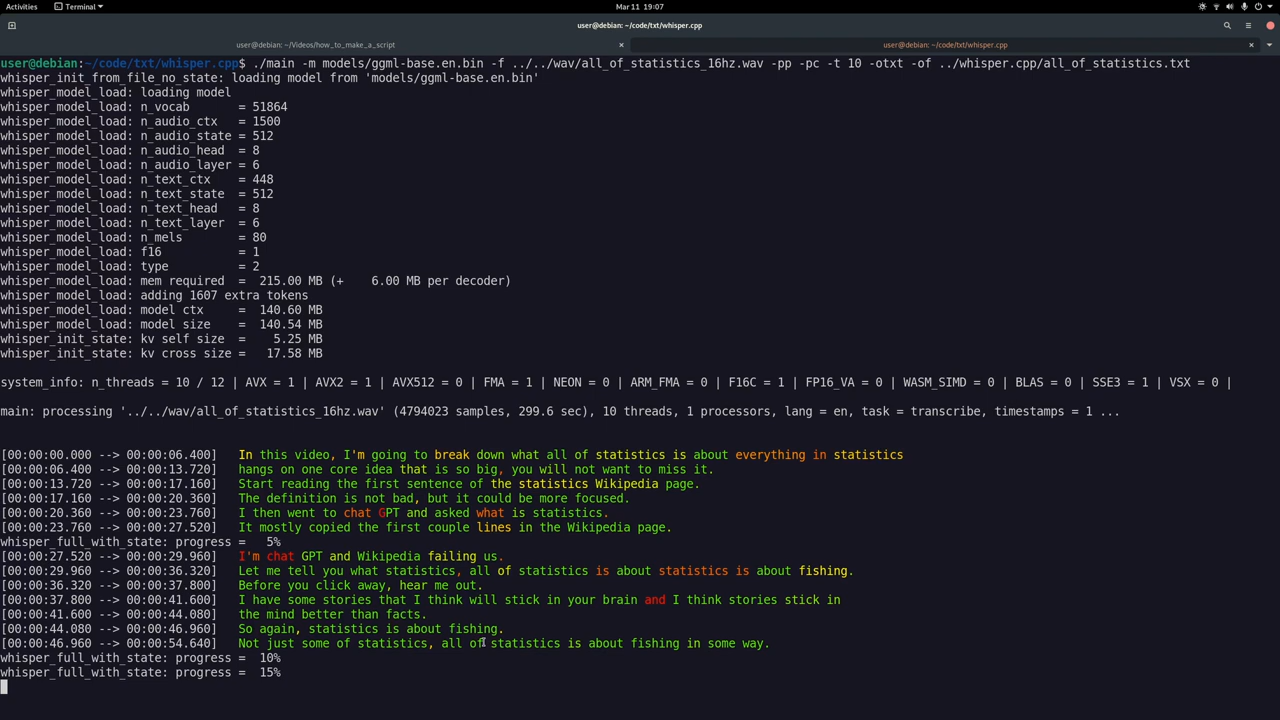 Activities
Terminal
Mar 11 19:07
user@debian: ~/code/txt/whisper.cpp
user@debian: ~/Videos/how_to_make_a_script
user@debian: ~/code/txt/whisper.cpp
user@debian:~/code/txt/whisper.cpp$ ./main -m models/ggml-base.en.bin -f ../../wav/all_of_statistics_16hz.wav -pp -pc -t 10 -otxt -of ../whisper.cpp/all_of_statistics.txt
whisper_init_from_file_no_state: loading model from 'models/ggml-base.en.bin'
whisper_model_load: loading model
whisper_model_load: n_vocab       = 51864
whisper_model_load: n_audio_ctx   = 1500
whisper_model_load: n_audio_state = 512
whisper_model_load: n_audio_head  = 8
whisper_model_load: n_audio_layer = 6
whisper_model_load: n_text_ctx    = 448
whisper_model_load: n_text_state  = 512
whisper_model_load: n_text_head   = 8
whisper_model_load: n_text_layer  = 6
whisper_model_load: n_mels        = 80
whisper_model_load: f16           = 1
whisper_model_load: type          = 2
whisper_model_load: mem required  =  215.00 MB (+    6.00 MB per decoder)
whisper_model_load: adding 1607 extra tokens
whisper_model_load: model ctx     =  140.60 MB
whisper_model_load: model size    =  140.54 MB
whisper_init_state: kv self size  =    5.25 MB
whisper_init_state: kv cross size =   17.58 MB
system_info: n_threads = 10 / 12 | AVX = 1 | AVX2 = 1 | AVX512 = 0 | FMA = 1 | NEON = 0 | ARM_FMA = 0 | F16C = 1 | FP16_VA = 0 | WASM_SIMD = 0 | BLAS = 0 | SSE3 = 1 | VSX = 0 |
main: processing '../../wav/all_of_statistics_16hz.wav' (4794023 samples, 299.6 sec), 10 threads, 1 processors, lang = en, task = transcribe, timestamps = 1 ...
[00:00:00.000 --> 00:00:06.400]   In this video, I'm going to break down what all of statistics is about everything in statistics
[00:00:06.400 --> 00:00:13.720]   hangs on one core idea that is so big, you will not want to miss it.
[00:00:13.720 --> 00:00:17.160]   Start reading the first sentence of the statistics Wikipedia page.
[00:00:17.160 --> 00:00:20.360]   The definition is not bad, but it could be more focused.
[00:00:20.360 --> 00:00:23.760]   I then went to chat GPT and asked what is statistics.
[00:00:23.760 --> 00:00:27.520]   It mostly copied the first couple lines in the Wikipedia page.
whisper_full_with_state: progress =   5%
[00:00:27.520 --> 00:00:29.960]   I'm chat GPT and Wikipedia failing us.
[00:00:29.960 --> 00:00:36.320]   Let me tell you what statistics, all of statistics is about statistics is about fishing.
[00:00:36.320 --> 00:00:37.800]   Before you click away, hear me out.
[00:00:37.800 --> 00:00:41.600]   I have some stories that I think will stick in your brain and I think stories stick in
[00:00:41.600 --> 00:00:44.080]   the mind better than facts.
[00:00:44.080 --> 00:00:46.960]   So again, statistics is about fishing.
[00:00:46.960 --> 00:00:54.640]   Not just some of statistics, all of statistics is about fishing in some way.
whisper_full_with_state: progress =  10%
whisper_full_with_state: progress =  15%